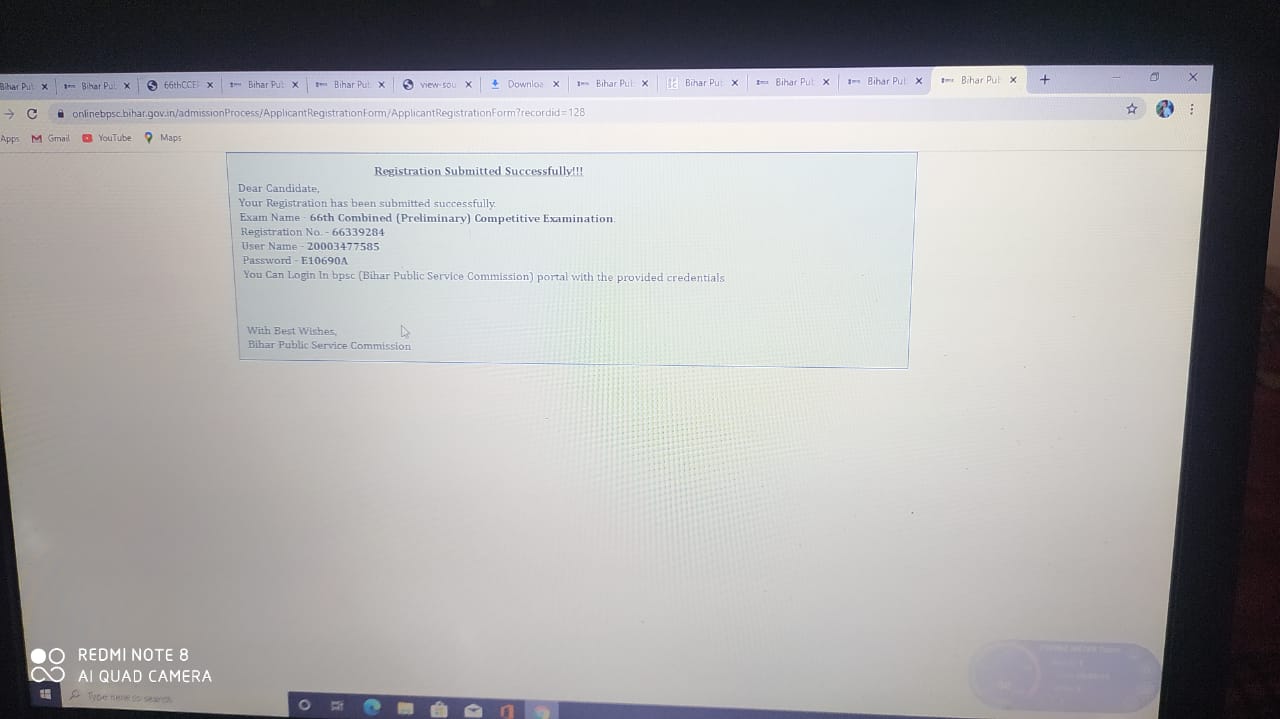 Bihar Pul
Bihar Pul
66thCCE
Bihar Pul
Bihar Pul
view-sou
Downloa
Bihar Pul
Bihar Pul
Bihar Pul
Bihar Pul
Bihar Pul
onlinebpsc.bihar.gov.in/admissionProcess/ApplicantRegistrationForm/ApplicantRegistrationForm?recordid=128
Apps Gmail YouTube Maps
Registration Submitted Successfully!!!
Dear Candidate,
Your Registration has been submitted successfully.
Exam Name - 66th Combined (Preliminary) Competitive Examination.
Registration No. - 66339284
User Name - 20003477585
Password - E10690A
You Can Login In bpsc (Bihar Public Service Commission) portal with the provided credentials
With Best Wishes,
Bihar Public Service Commission
REDMI NOTE 8
AI QUAD CAMERA
Type here to search